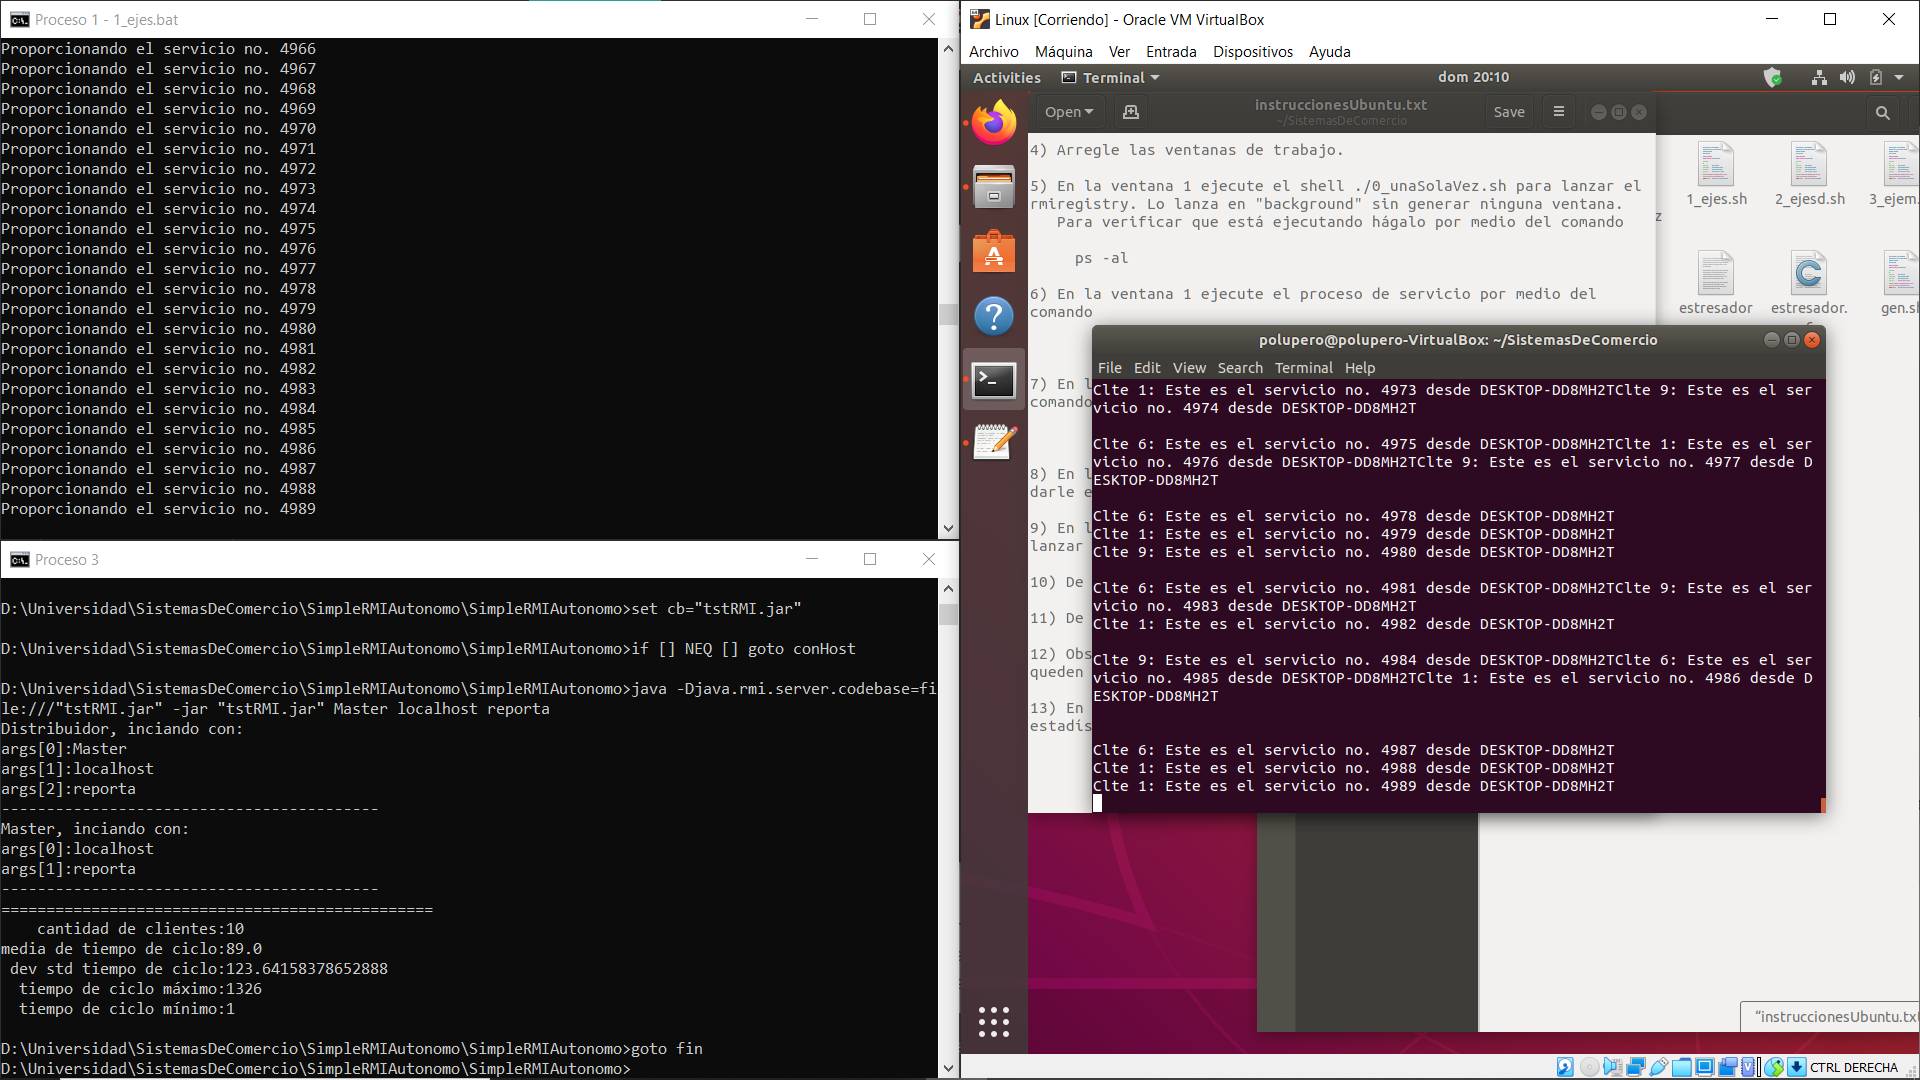 Proceso 1 - 1_ejes.bat
Proporcionando el servicio no. 4966
Proporcionando el servicio no. 4967
Proporcionando el servicio no. 4968
Proporcionando el servicio no. 4969
Proporcionando el servicio no. 4970
Proporcionando el servicio no. 4971
Proporcionando el servicio no. 4972
Proporcionando el servicio no. 4973
Proporcionando el servicio no. 4974
Proporcionando el servicio no. 4975
Proporcionando el servicio no. 4976
Proporcionando el servicio no. 4977
Proporcionando el servicio no. 4978
Proporcionando el servicio no. 4979
Proporcionando el servicio no. 4980
Proporcionando el servicio no. 4981
Proporcionando el servicio no. 4982
Proporcionando el servicio no. 4983
Proporcionando el servicio no. 4984
Proporcionando el servicio no. 4985
Proporcionando el servicio no. 4986
Proporcionando el servicio no. 4987
Proporcionando el servicio no. 4988
Proporcionando el servicio no. 4989
Proceso 3
D:\Universidad\SistemasDeComercio\SimpleRMIAutonomo\SimpleRMIAutonomo>set cb="tstRMI.jar"
D:\Universidad\SistemasDeComercio\SimpleRMIAutonomo\SimpleRMIAutonomo>if [] NEQ [] goto conHost
D:\Universidad\SistemasDeComercio\SimpleRMIAutonomo\SimpleRMIAutonomo>java -Djava.rmi.server.codebase=fi
le:///"tstRMI.jar" -jar "tstRMI.jar" Master localhost reporta
Distribuidor, inciando con:
args[0]:Master
args[1]:localhost
args[2]:reporta
------------------------------------------
Master, inciando con:
args[0]:localhost
args[1]:reporta
------------------------------------------
================================================
cantidad de clientes:10
media de tiempo de ciclo:89.0
dev std tiempo de ciclo:123.64158378652888
tiempo de ciclo máximo:1326
tiempo de ciclo mínimo:1
D:\Universidad\SistemasDeComercio\SimpleRMIAutonomo\SimpleRMIAutonomo>goto fin
D:\Universidad\SistemasDeComercio\SimpleRMIAutonomo\SimpleRMIAutonomo>
Linux [Corriendo] - Oracle VM VirtualBox
Archivo Máquina Ver Entrada Dispositivos Ayuda
Activities Terminal dom 20:10
Open instruccionesUbuntu.txt Save
~/SistemasDeComercio
4) Arregle las ventanas de trabajo.
5) En la ventana 1 ejecute el shell ./0_unaSolaVez.sh para lanzar el
rmiregistry. Lo lanza en "background" sin generar ninguna ventana.
Para verificar que está ejecutando hágalo por medio del comando
ps -al
6) En la ventana 1 ejecute el proceso de servicio por medio del
comando
7) En l
comando
8) En l
darle e
9) En l
lanzar
10) De
11) De
12) Obs
queden
13) En
estadís
1_ejes.sh 2_ejesd.sh 3_ejem.
z
estresador estresador. gen.sh
polupero@polupero-VirtualBox: ~/SistemasDeComercio
File Edit View Search Terminal Help
Clte 1: Este es el servicio no. 4973 desde DESKTOP-DD8MH2TClte 9: Este es el ser
vicio no. 4974 desde DESKTOP-DD8MH2T
Clte 6: Este es el servicio no. 4975 desde DESKTOP-DD8MH2TClte 1: Este es el ser
vicio no. 4976 desde DESKTOP-DD8MH2TClte 9: Este es el servicio no. 4977 desde D
ESKTOP-DD8MH2T
Clte 6: Este es el servicio no. 4978 desde DESKTOP-DD8MH2T
Clte 1: Este es el servicio no. 4979 desde DESKTOP-DD8MH2T
Clte 9: Este es el servicio no. 4980 desde DESKTOP-DD8MH2T
Clte 6: Este es el servicio no. 4981 desde DESKTOP-DD8MH2TClte 9: Este es el ser
vicio no. 4983 desde DESKTOP-DD8MH2T
Clte 1: Este es el servicio no. 4982 desde DESKTOP-DD8MH2T
Clte 9: Este es el servicio no. 4984 desde DESKTOP-DD8MH2TClte 6: Este es el ser
vicio no. 4985 desde DESKTOP-DD8MH2TClte 1: Este es el servicio no. 4986 desde D
ESKTOP-DD8MH2T
Clte 6: Este es el servicio no. 4987 desde DESKTOP-DD8MH2T
Clte 1: Este es el servicio no. 4988 desde DESKTOP-DD8MH2T
Clte 1: Este es el servicio no. 4989 desde DESKTOP-DD8MH2T
"instruccionesUbuntu.txt
CTRL DERECHA